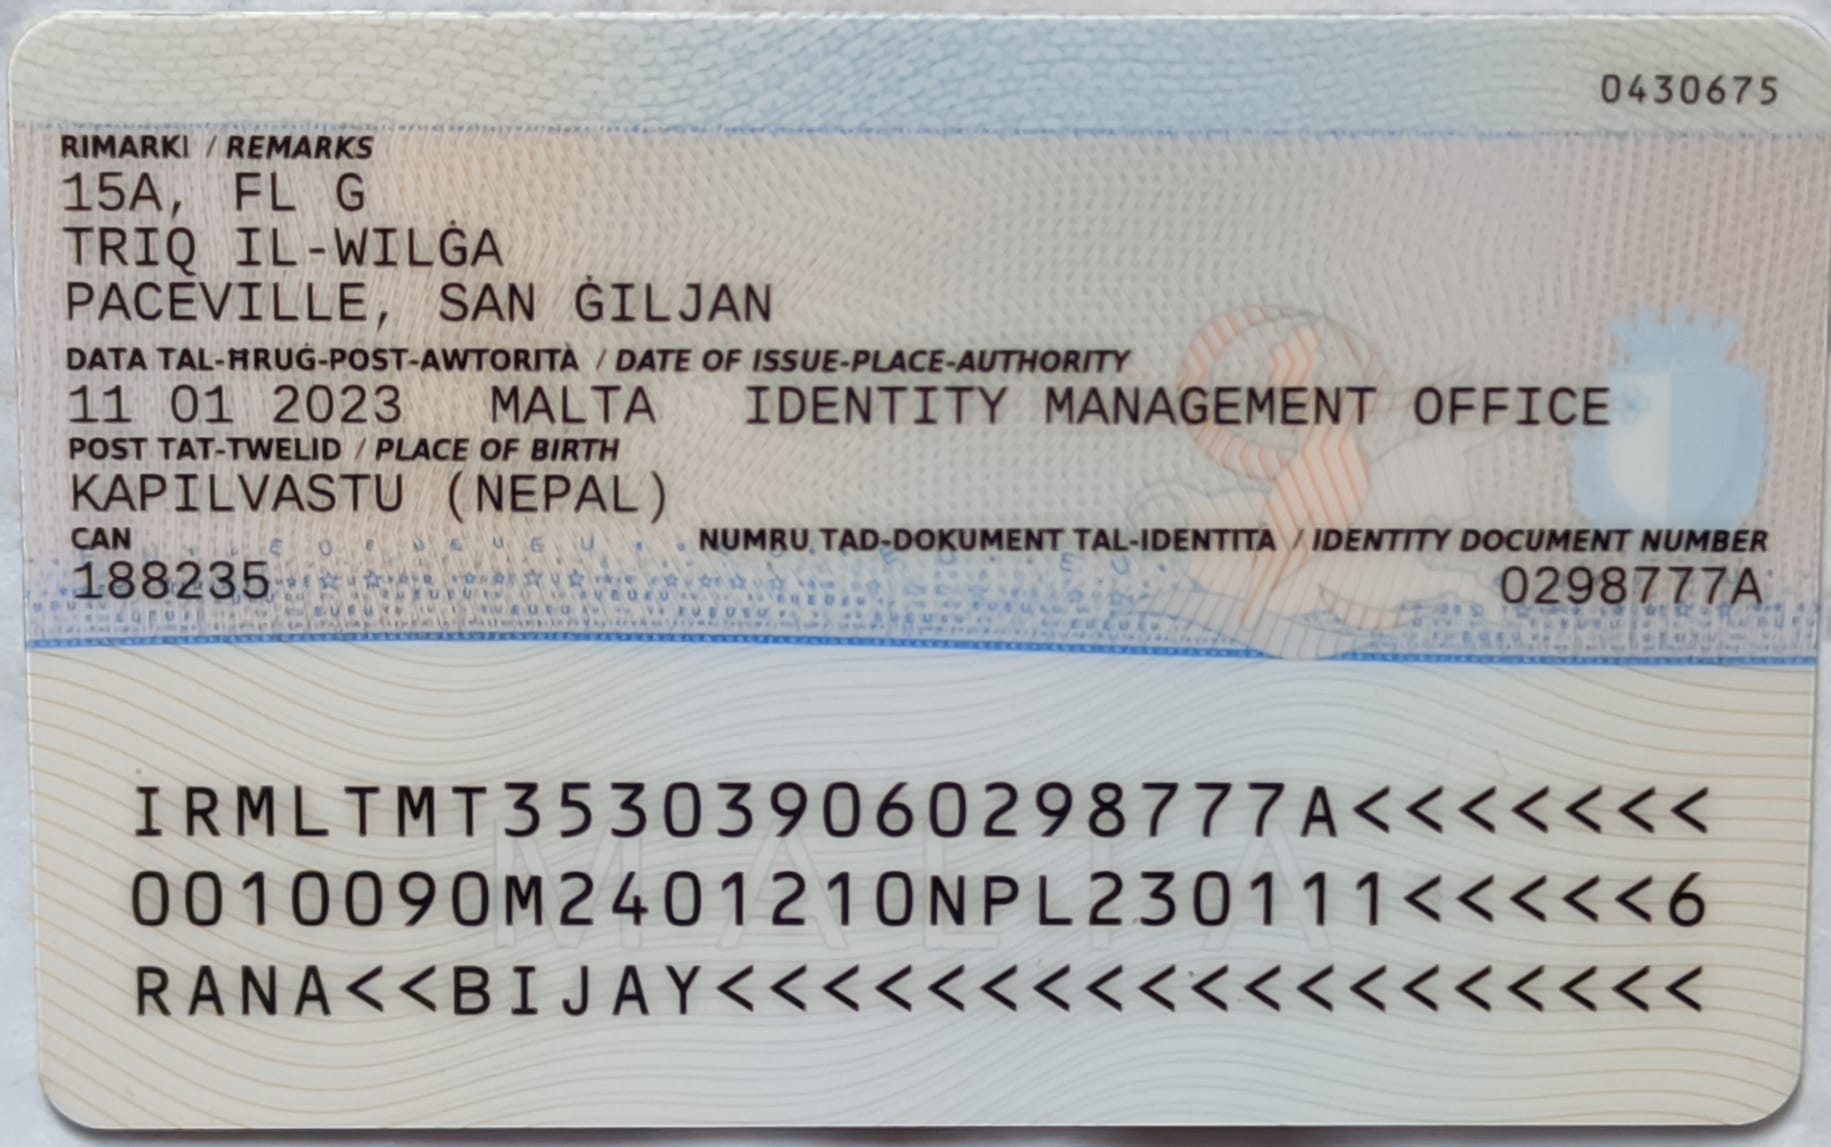 0430675
RIMARKI / REMARKS
15A, FL G
TRIQ IL-WILĠA
PACEVILLE, SAN ĠILJAN
DATA TAL-ĦRUĠ-POST-AWTORITÀ / DATE OF ISSUE-PLACE-AUTHORITY
11 01 2023 MALTA IDENTITY MANAGEMENT OFFICE
POST TAT-TWELID / PLACE OF BIRTH
KAPILVASTU (NEPAL)
CAN NUMRU TAD-DOKUMENT TAL-IDENTITÀ / IDENTITY DOCUMENT NUMBER
188235 0298777A
IRMLTMT353039060298777A<<<<<<<
0010090M2401210NPL230111<<<<<6
RANA<<BIJAY<<<<<<<<<<<<<<<<<<<
MALTA